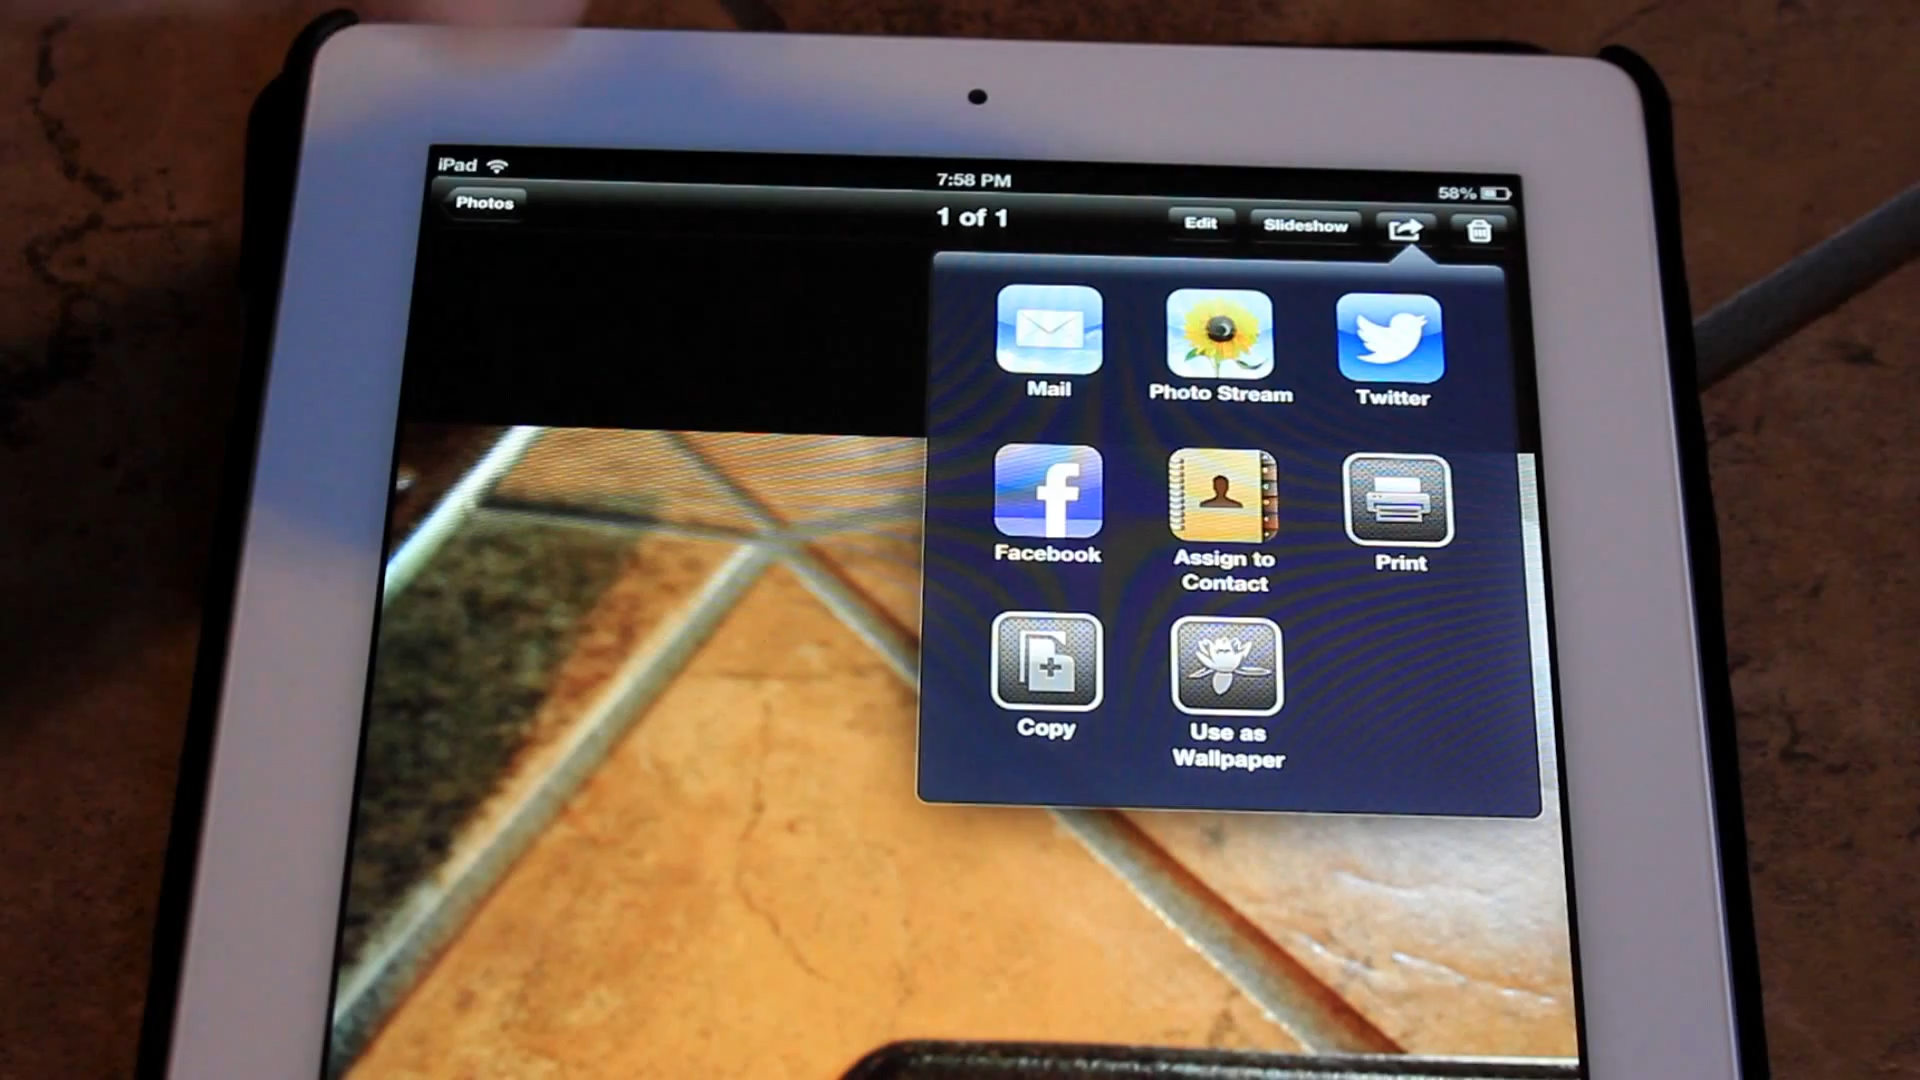 iPad
7:58 PM
58%
Photos
1 of 1
Edit
Slideshow
Mail
Photo Stream
Twitter
Facebook
Assign to
Contact
Print
Copy
Use as
Wallpaper